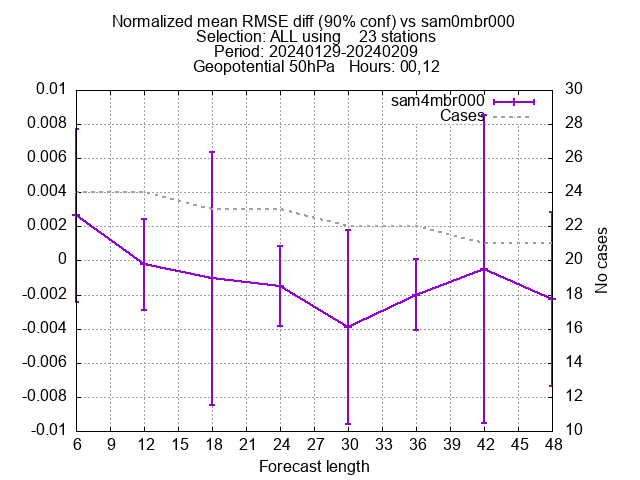 Normalized mean RMSE diff (90% conf) vs sam0mbr000
Selection: ALL using    23 stations
Period: 20240129-20240209
Geopotential 50hPa   Hours: 00,12
sam4mbr000
Cases
0.01
0.008
0.006
0.004
0.002
0
-0.002
-0.004
-0.006
-0.008
-0.01
30
28
26
24
22
20
18
16
14
12
10
No cases
6 9 12 15 18 21 24 27 30 33 36 39 42 45 48
Forecast length